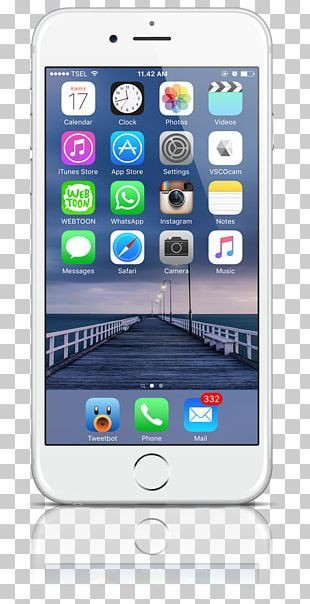 TSEL 11.42 AM
KAMIS
17
Calendar Clock Photos Videos
iTunes Store App Store Settings VSCOcam
WEB
TOON
WEBTOON WhatsApp Instagram Notes
Messages Safari Camera Music
332
Tweetbot Phone Mail